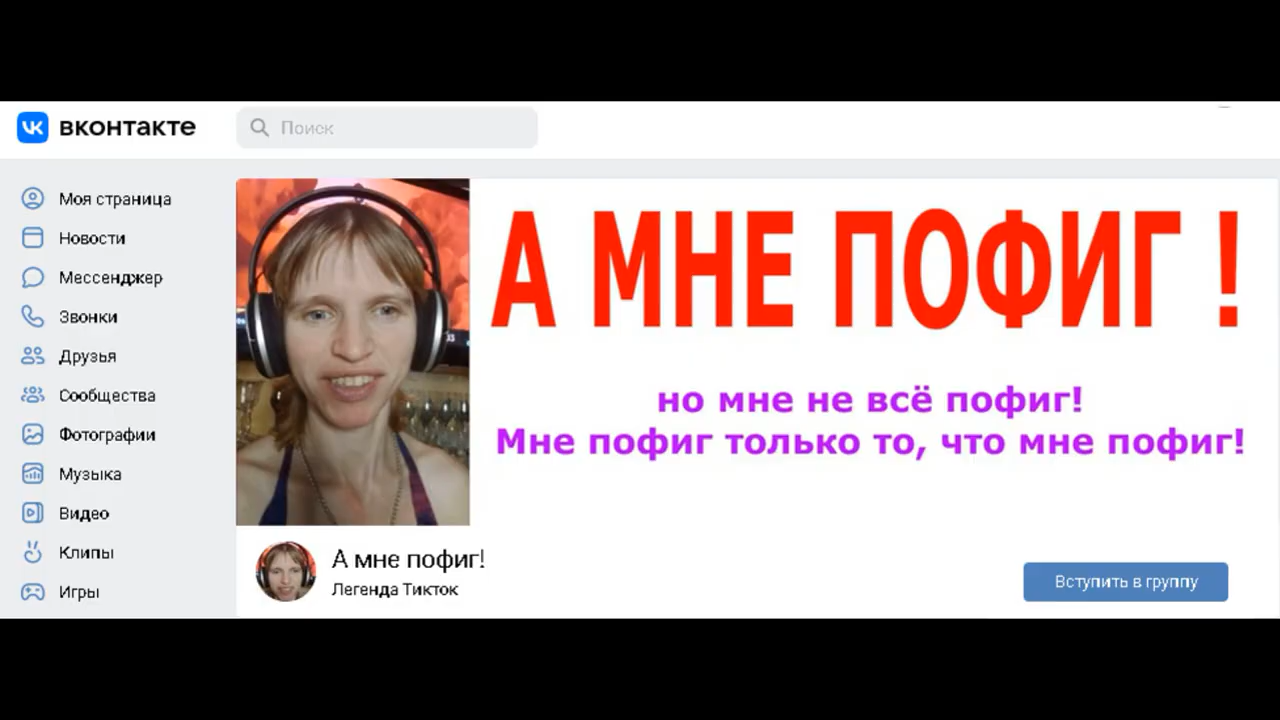 вконтакте
Поиск
Моя страница
Новости
Мессенджер
Звонки
Друзья
Сообщества
Фотографии
Музыка
Видео
Клипы
Игры
А МНЕ ПОФИГ !
но мне не всё пофиг!
Мне пофиг только то, что мне пофиг!
А мне пофиг!
Легенда Тикток
Вступить в группу